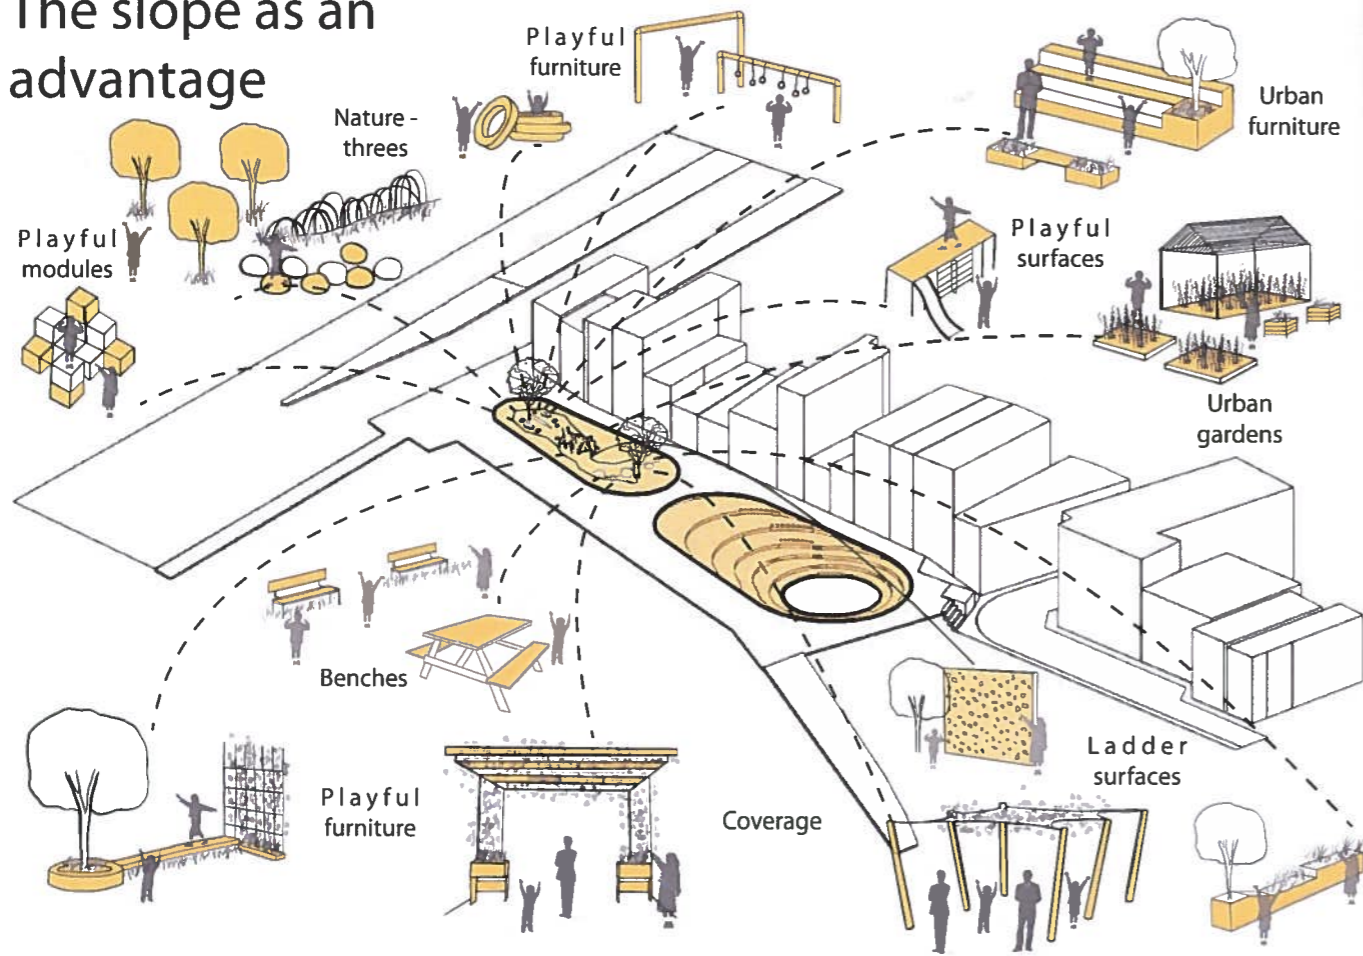 The slope as an
advantage
Playful
furniture
Nature -
threes
Urban
furniture
Playful
modules
Playful
surfaces
Urban
gardens
Benches
Ladder
surfaces
Playful
furniture
Coverage